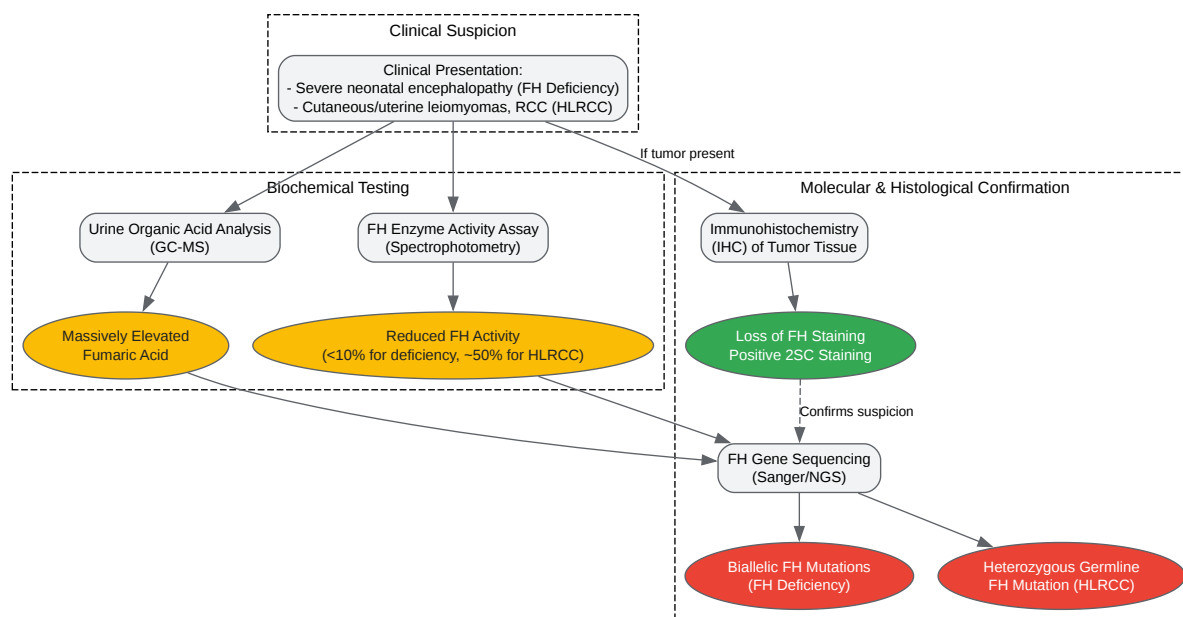 Clinical Suspicion
Clinical Presentation:
- Severe neonatal encephalopathy (FH Deficiency)
- Cutaneous/uterine leiomyomas, RCC (HLRCC)
If tumor present
Biochemical Testing
Molecular & Histological Confirmation
Urine Organic Acid Analysis
(GC-MS)
FH Enzyme Activity Assay
(Spectrophotometry)
Immunohistochemistry
(IHC) of Tumor Tissue
Massively Elevated
Fumaric Acid
Reduced FH Activity
(<10% for deficiency, ~50% for HLRCC)
Loss of FH Staining
Positive 2SC Staining
Confirms suspicion
FH Gene Sequencing
(Sanger/NGS)
Biallelic FH Mutations
(FH Deficiency)
Heterozygous Germline
FH Mutation (HLRCC)